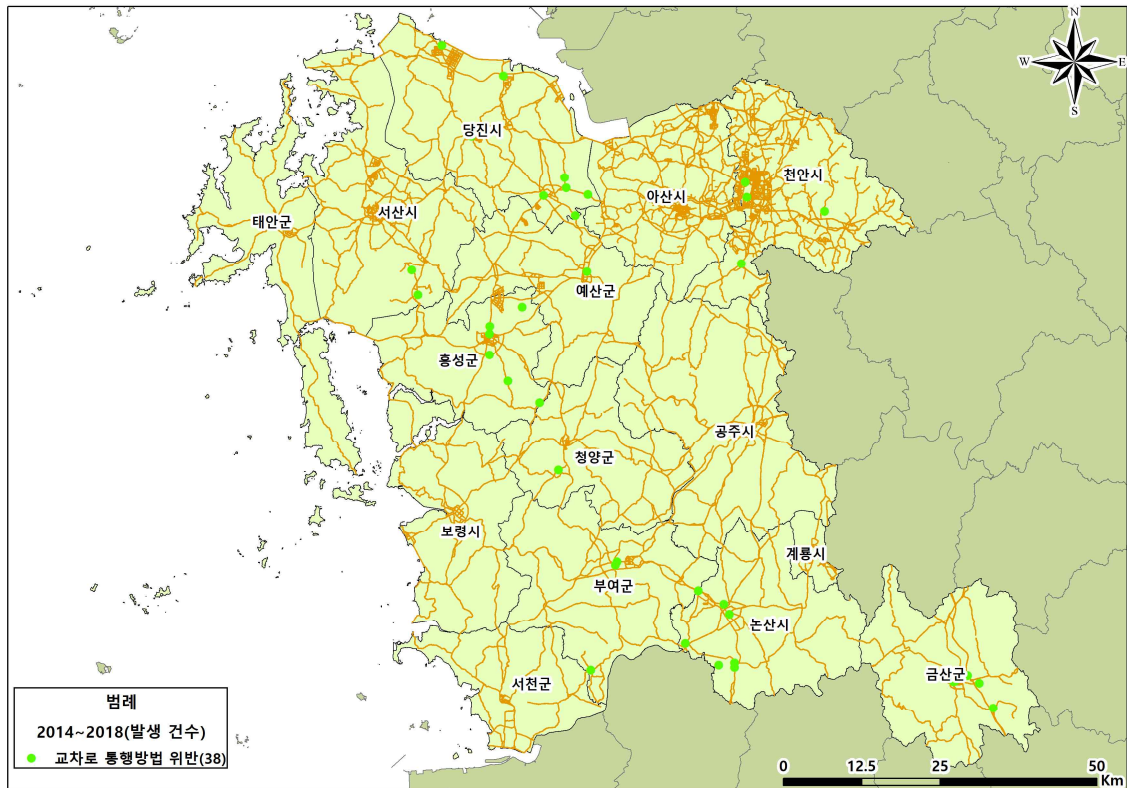 N
W
E
S
당진시
천안시
아산시
서산시
태안군
예산군
홍성군
공주시
청양군
보령시
계룡시
부여군
논산시
금산군
서천군
범례
2014~2018(발생 건수)
교차로 통행방법 위반(38)
0 12.5 25 50
Km